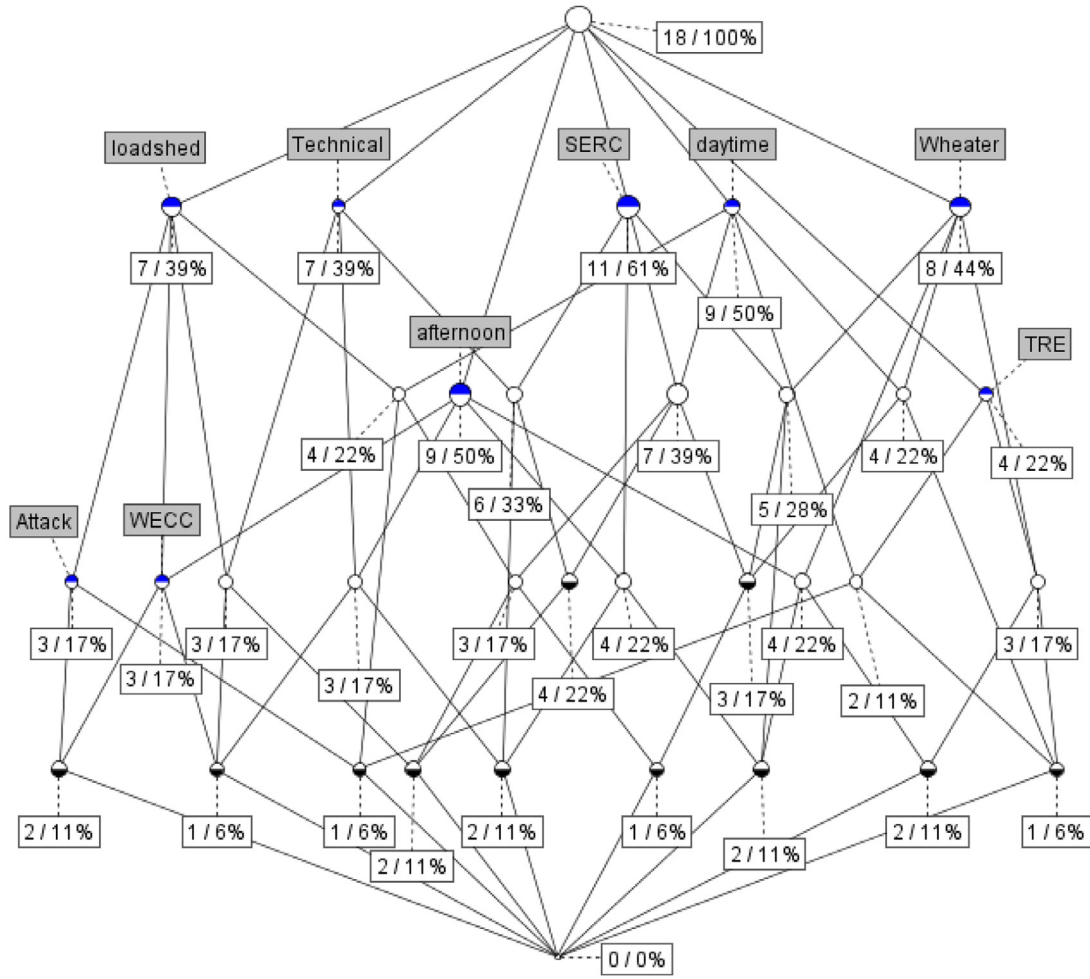 18 / 100%
loadshed
Technical
SERC
daytime
Wheater
7 / 39%
7 / 39%
11 / 61%
8 / 44%
9 / 50%
afternoon
TRE
4 / 22%
9 / 50%
7 / 39%
4 / 22%
4 / 22%
6 / 33%
5 / 28%
Attack
WECC
3 / 17%
3 / 17%
3 / 17%
4 / 22%
4 / 22%
3 / 17%
3 / 17%
3 / 17%
4 / 22%
3 / 17%
2 / 11%
2 / 11%
1 / 6%
1 / 6%
2 / 11%
1 / 6%
2 / 11%
1 / 6%
2 / 11%
2 / 11%
0 / 0%